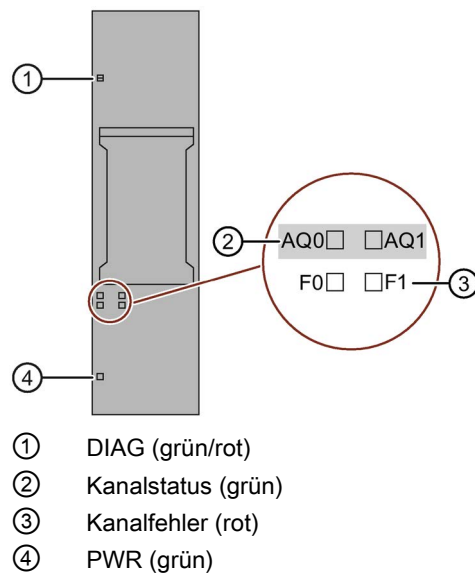 ①
② AQ0 AQ1
F0 F1 ③
④
① DIAG (grün/rot)
② Kanalstatus (grün)
③ Kanalfehler (rot)
④ PWR (grün)